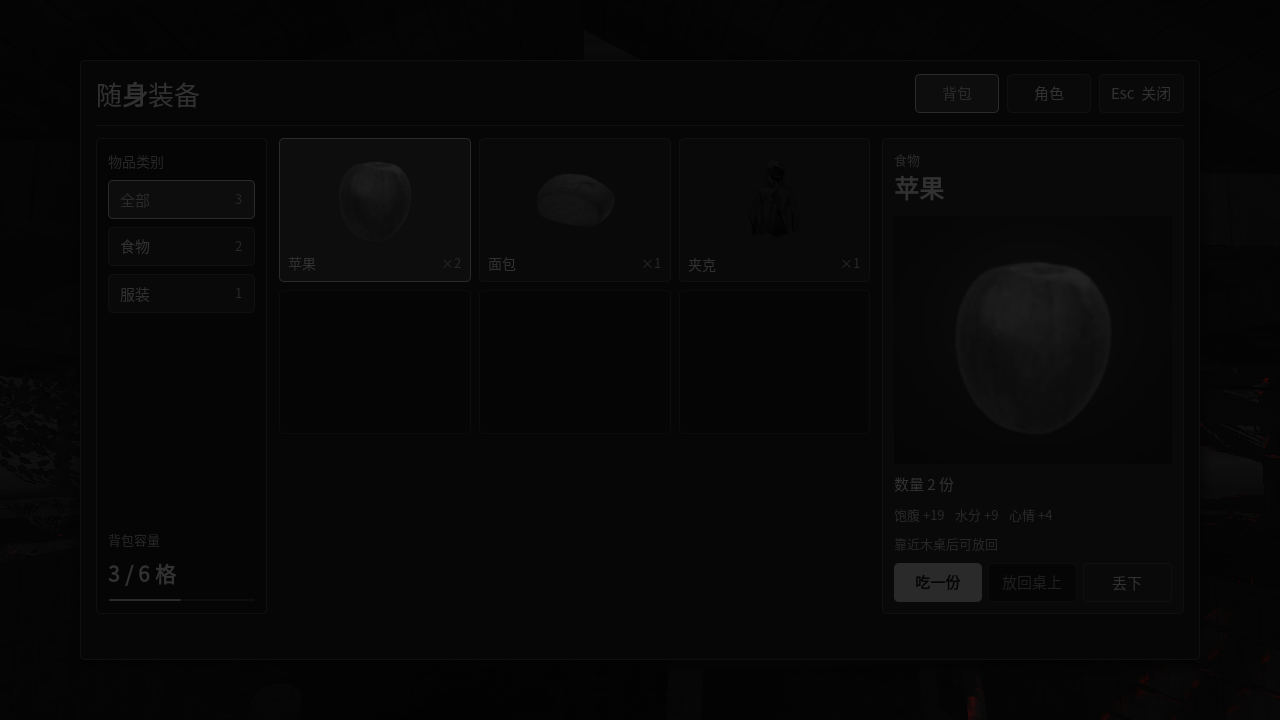 随身装备
背包
角色
Esc 关闭
物品类别
全部 3
食物 2
服装 1
背包容量
3 / 6 格
苹果 ×2
面包 ×1
夹克 ×1
食物
苹果
数量 2 份
饱腹 +19 水分 +9 心情 +4
靠近木桌后可放回
吃一份
放回桌上
丢下